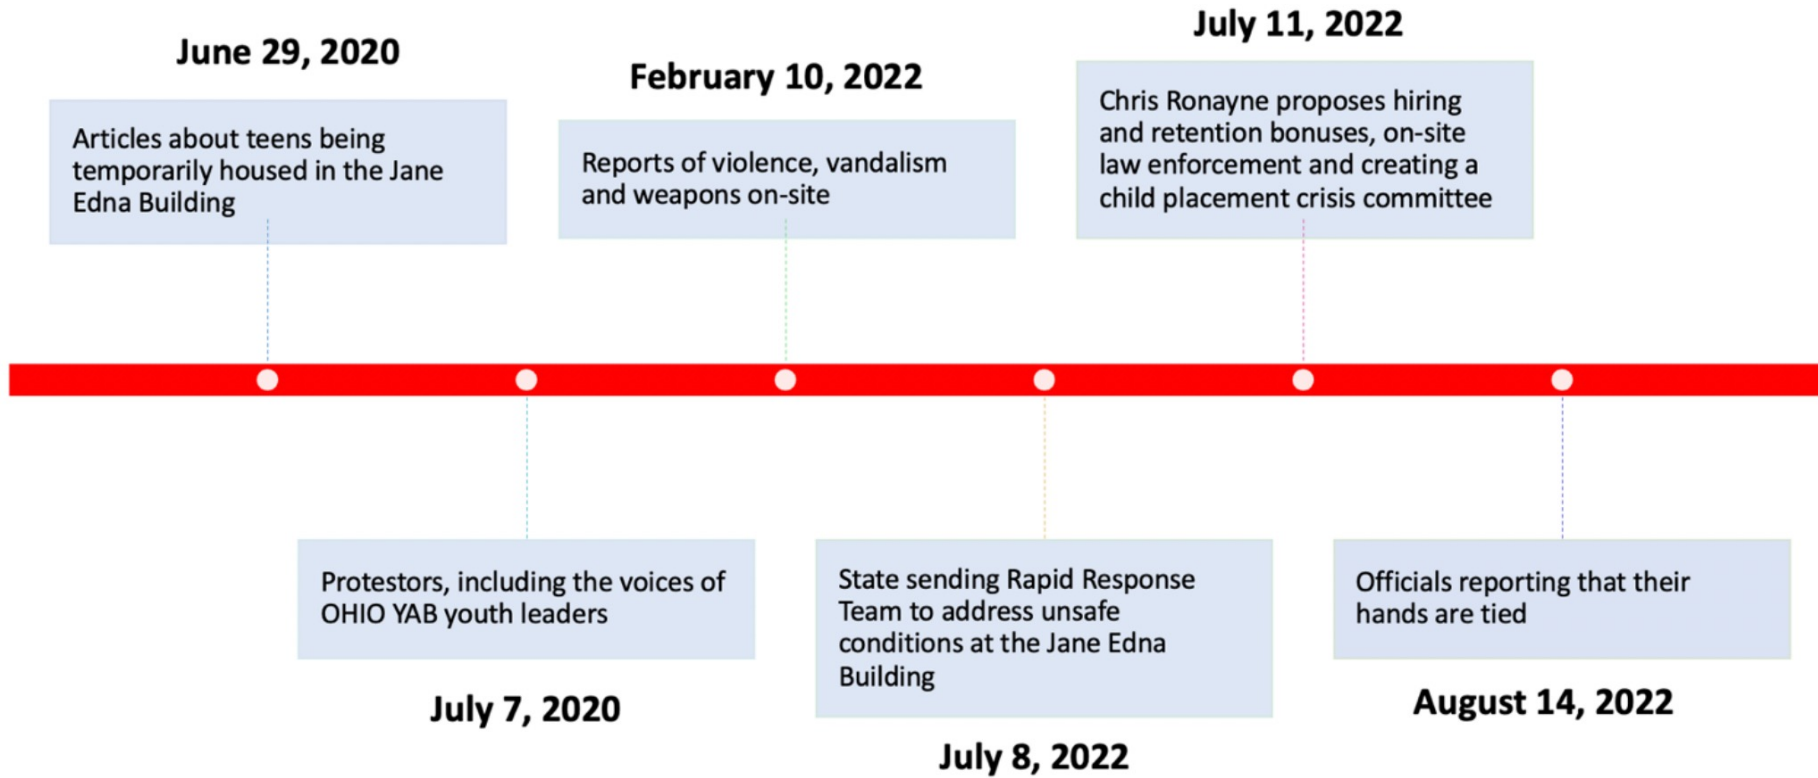 June 29, 2020
Articles about teens being
temporarily housed in the Jane
Edna Building
July 7, 2020
Protestors, including the voices of
OHIO YAB youth leaders
February 10, 2022
Reports of violence, vandalism
and weapons on-site
July 8, 2022
State sending Rapid Response
Team to address unsafe
conditions at the Jane Edna
Building
July 11, 2022
Chris Ronayne proposes hiring
and retention bonuses, on-site
law enforcement and creating a
child placement crisis committee
August 14, 2022
Officials reporting that their
hands are tied